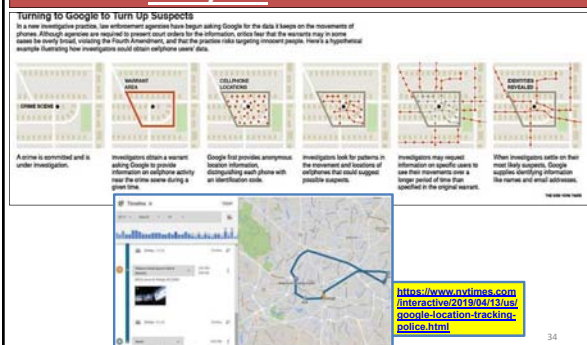 Turning to Google to Turn Up Suspects
In a new investigative practice, law enforcement agencies have begun asking Google for the data it keeps on the movements of
phones. Although agencies are required to present court orders for the information, critics fear that the warrants may in some
cases be overly broad, violating the Fourth Amendment, and that the practice risks targeting innocent people. Here's a hypothetical
example illustrating how investigators could obtain cellphone users' data.
CRIME SCENE
WARRANT
AREA
CELLPHONE
LOCATIONS
IDENTITIES
REVEALED
A crime is committed and is
under investigation.
Investigators obtain a warrant
asking Google to provide
information on cellphone activity
near the crime scene during a
given time.
Google first provides anonymous
location information,
distinguishing each phone with
an identification code.
Investigators look for patterns in
the movement and locations of
cellphones that could suggest
possible suspects.
Investigators may request
information on specific users to
see their movements over a
longer period of time than
specified in the original warrant.
When investigators settle on their
most likely suspects, Google
supplies identifying information
like names and email addresses.
THE NEW YORK TIMES
Timeline
https://www.nytimes.com
/interactive/2019/04/13/us/
google-location-tracking-
police.html
34